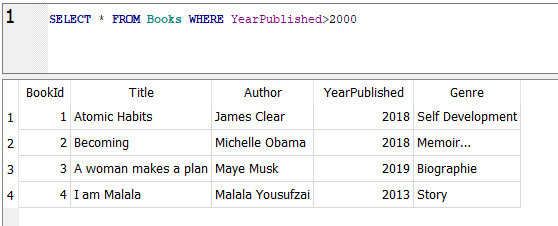 1 SELECT * FROM Books WHERE YearPublished>2000
BookId Title Author YearPublished Genre
1 1 Atomic Habits James Clear 2018 Self Development
2 2 Becoming Michelle Obama 2018 Memoir...
3 3 A woman makes a plan Maye Musk 2019 Biographie
4 4 I am Malala Malala Yousufzai 2013 Story